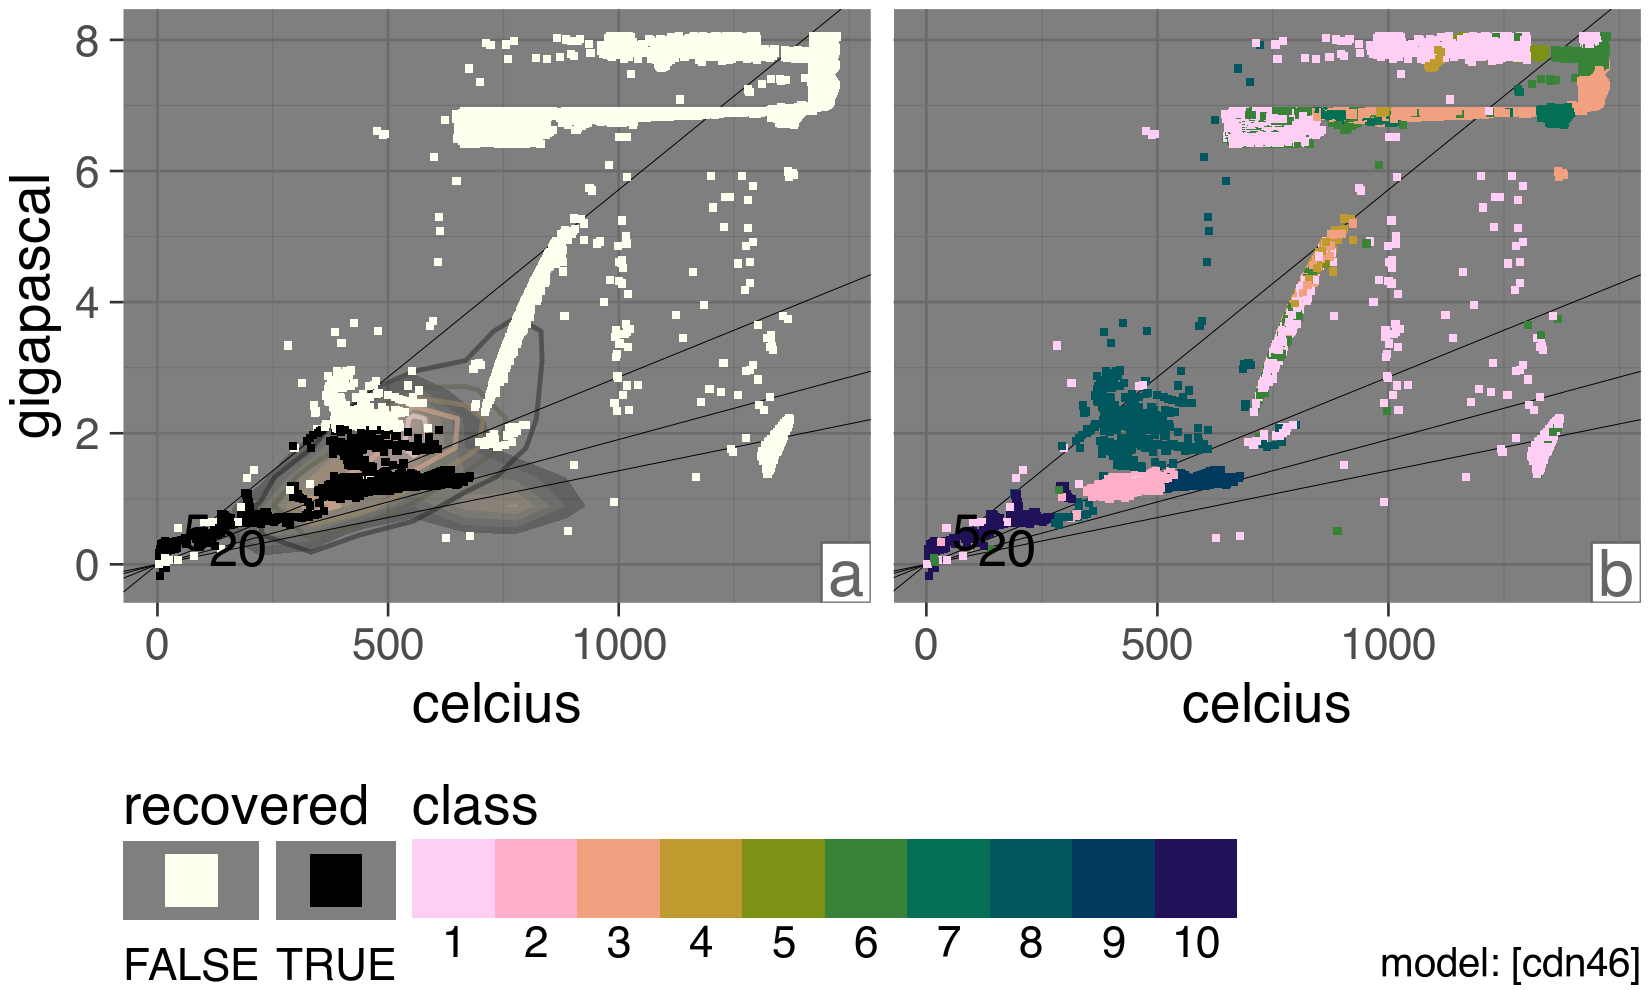 gigapascal
8
6
4
2
0
5
20
a
5
20
b
0 500 1000
0 500 1000
celcius
celcius
recovered class
FALSE TRUE
1 2 3 4 5 6 7 8 9 10
model: [cdn46]